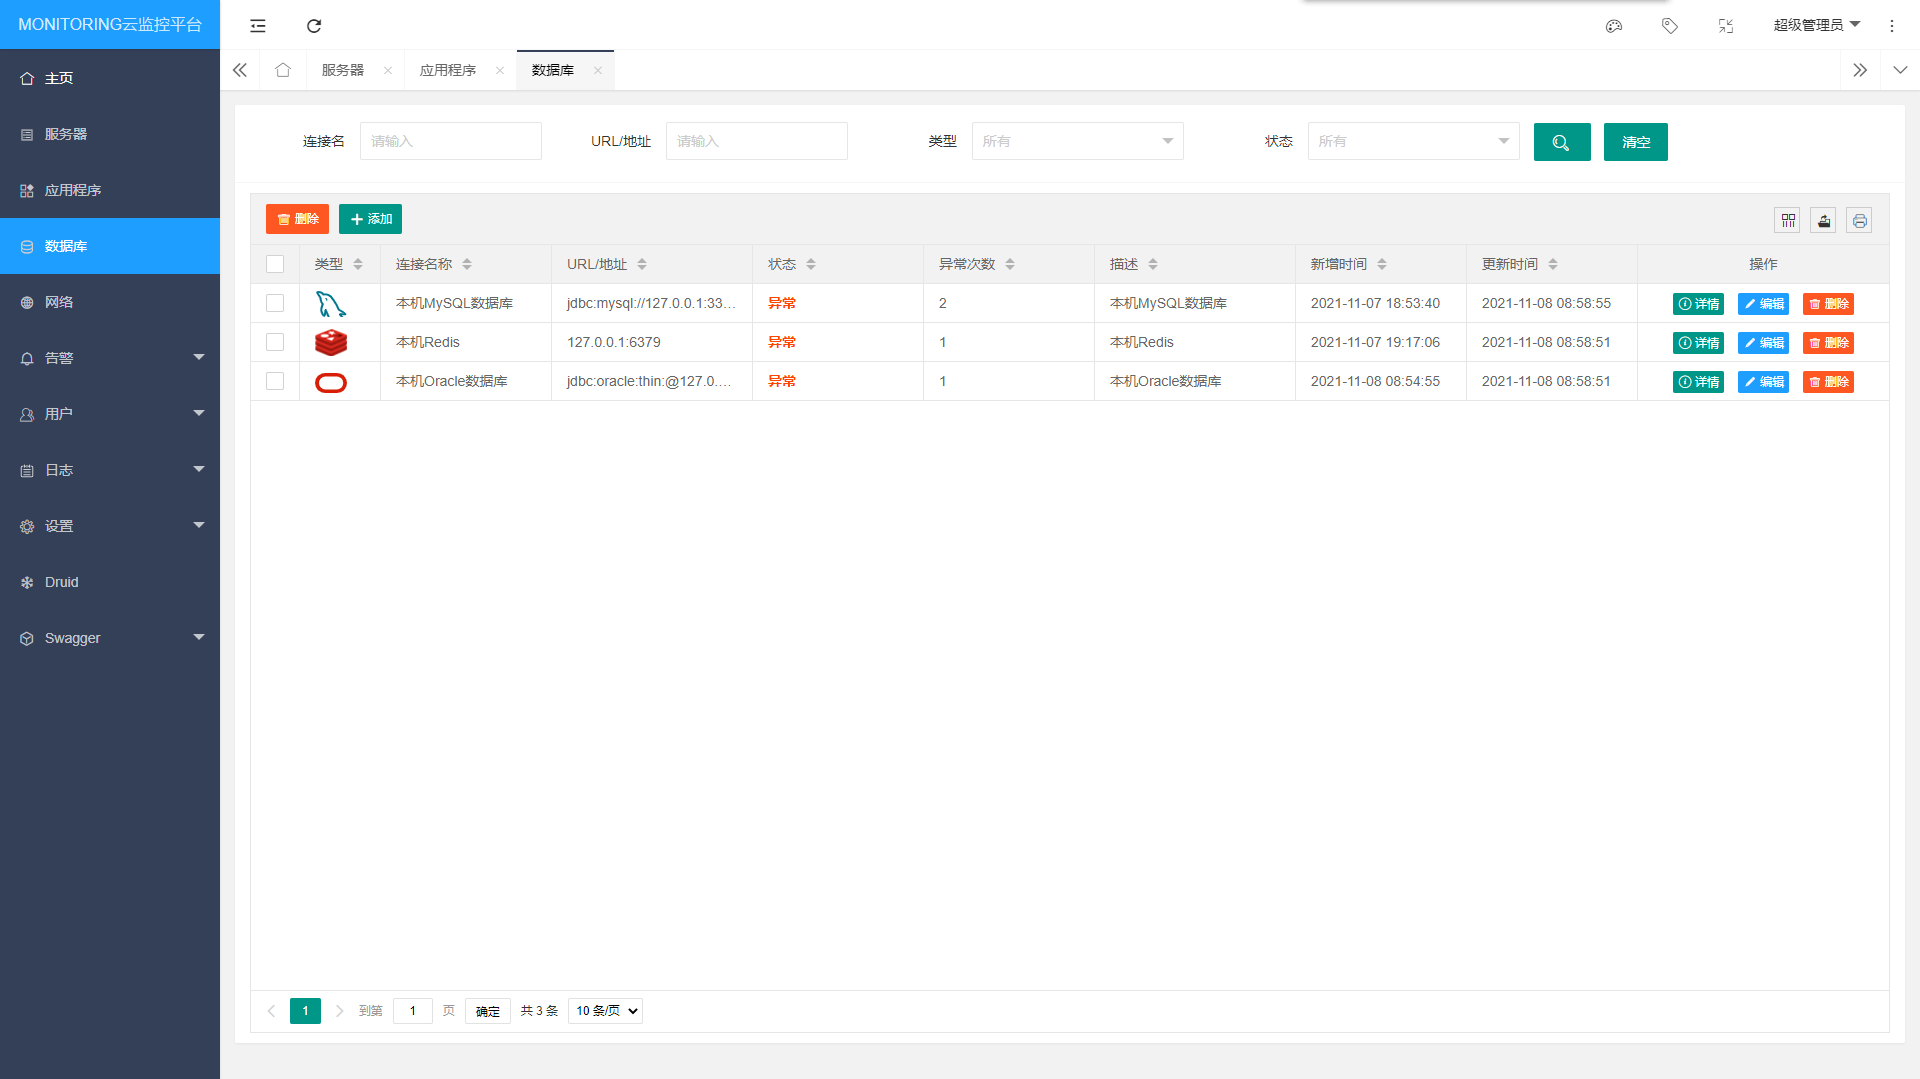 MONITORING云监控平台
超级管理员
主页
服务器
应用程序
数据库
网络
告警
用户
日志
设置
Druid
Swagger
服务器
应用程序
数据库
连接名 请输入 URL/地址 请输入 类型 所有 状态 所有 清空
删除 添加
类型 连接名称 URL/地址 状态 异常次数 描述 新增时间 更新时间 操作
本机MySQL数据库 jdbc:mysql://127.0.0.1:33... 异常 2 本机MySQL数据库 2021-11-07 18:53:40 2021-11-08 08:58:55 详情 编辑 删除
本机Redis 127.0.0.1:6379 异常 1 本机Redis 2021-11-07 19:17:06 2021-11-08 08:58:51 详情 编辑 删除
本机Oracle数据库 jdbc:oracle:thin:@127.0.... 异常 1 本机Oracle数据库 2021-11-08 08:54:55 2021-11-08 08:58:51 详情 编辑 删除
1 到第 1 页 确定 共 3 条 10 条/页